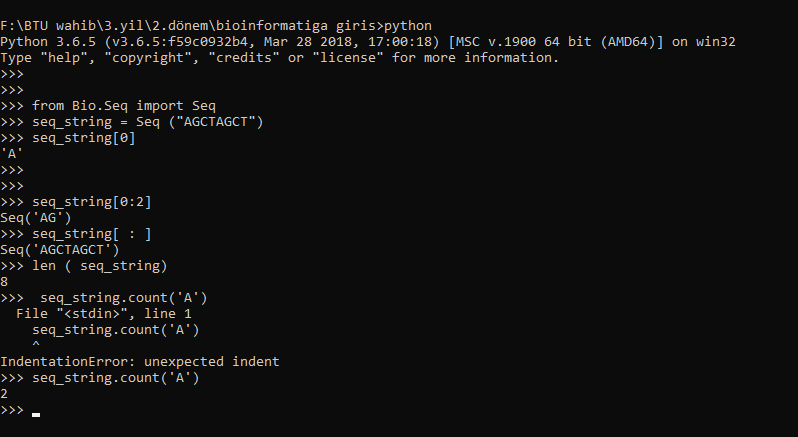 F:\BTU wahib\3.yil\2.dönem\bioinformatiga giris>python
Python 3.6.5 (v3.6.5:f59c0932b4, Mar 28 2018, 17:00:18) [MSC v.1900 64 bit (AMD64)] on win32
Type "help", "copyright", "credits" or "license" for more information.
>>>
>>>
>>> from Bio.Seq import Seq
>>> seq_string = Seq ("AGCTAGCT")
>>> seq_string[0]
'A'
>>>
>>>
>>> seq_string[0:2]
Seq('AG')
>>> seq_string[ : ]
Seq('AGCTAGCT')
>>> len ( seq_string)
8
>>>  seq_string.count('A')
  File "<stdin>", line 1
    seq_string.count('A')
    ^
IndentationError: unexpected indent
>>> seq_string.count('A')
2
>>>